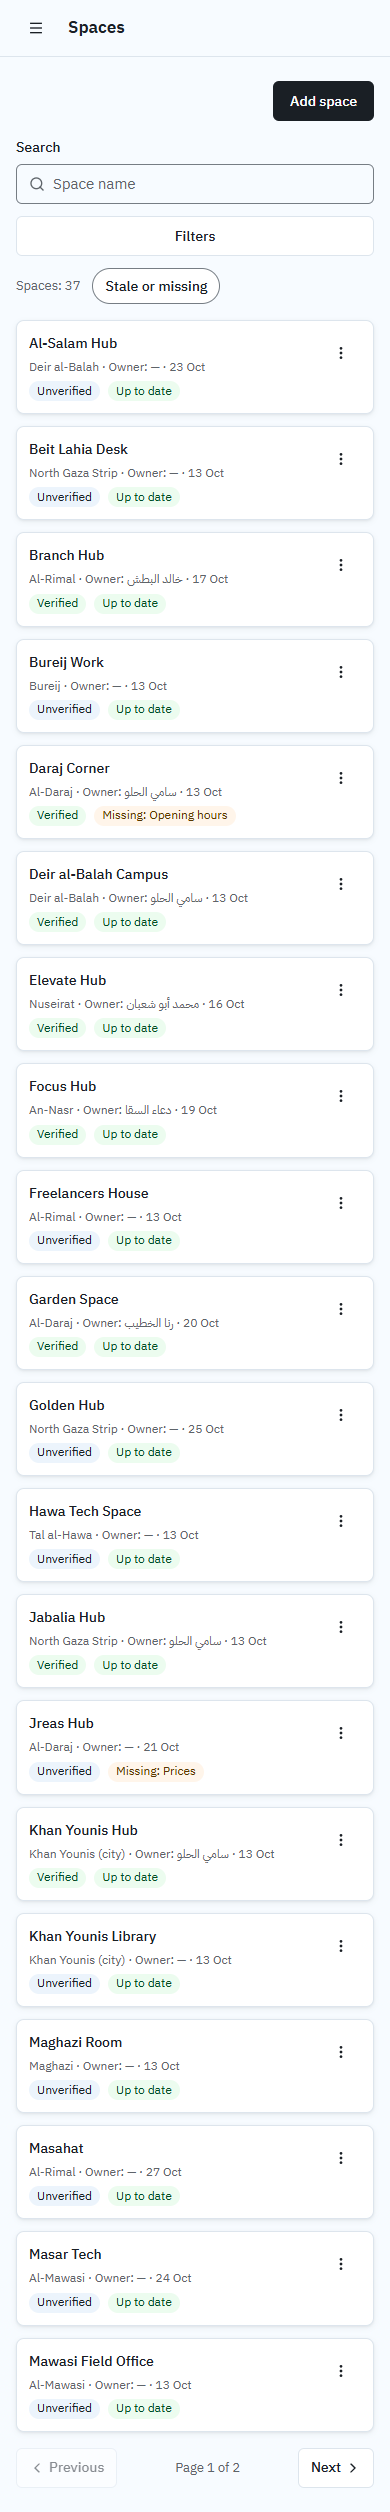 Spaces
Add space
Search
Space name
Filters
Spaces: 37
Stale or missing
Al-Salam Hub
Deir al-Balah · Owner: — · 23 Oct
Unverified Up to date
Beit Lahia Desk
North Gaza Strip · Owner: — · 13 Oct
Unverified Up to date
Branch Hub
Al-Rimal · Owner: خالد البطش · 17 Oct
Verified Up to date
Bureij Work
Bureij · Owner: — · 13 Oct
Unverified Up to date
Daraj Corner
Al-Daraj · Owner: سامي الحلو · 13 Oct
Verified Missing: Opening hours
Deir al-Balah Campus
Deir al-Balah · Owner: سامي الحلو · 13 Oct
Verified Up to date
Elevate Hub
Nuseirat · Owner: محمد أبو شعبان · 16 Oct
Verified Up to date
Focus Hub
An-Nasr · Owner: دعاء السقا · 19 Oct
Verified Up to date
Freelancers House
Al-Rimal · Owner: — · 13 Oct
Unverified Up to date
Garden Space
Al-Daraj · Owner: رنا الخطيب · 20 Oct
Verified Up to date
Golden Hub
North Gaza Strip · Owner: — · 25 Oct
Unverified Up to date
Hawa Tech Space
Tal al-Hawa · Owner: — · 13 Oct
Unverified Up to date
Jabalia Hub
North Gaza Strip · Owner: سامي الحلو · 13 Oct
Verified Up to date
Jreas Hub
Al-Daraj · Owner: — · 21 Oct
Unverified Missing: Prices
Khan Younis Hub
Khan Younis (city) · Owner: سامي الحلو · 13 Oct
Verified Up to date
Khan Younis Library
Khan Younis (city) · Owner: — · 13 Oct
Unverified Up to date
Maghazi Room
Maghazi · Owner: — · 13 Oct
Unverified Up to date
Masahat
Al-Rimal · Owner: — · 27 Oct
Unverified Up to date
Masar Tech
Al-Mawasi · Owner: — · 24 Oct
Unverified Up to date
Mawasi Field Office
Al-Mawasi · Owner: — · 13 Oct
Unverified Up to date
Previous Page 1 of 2 Next